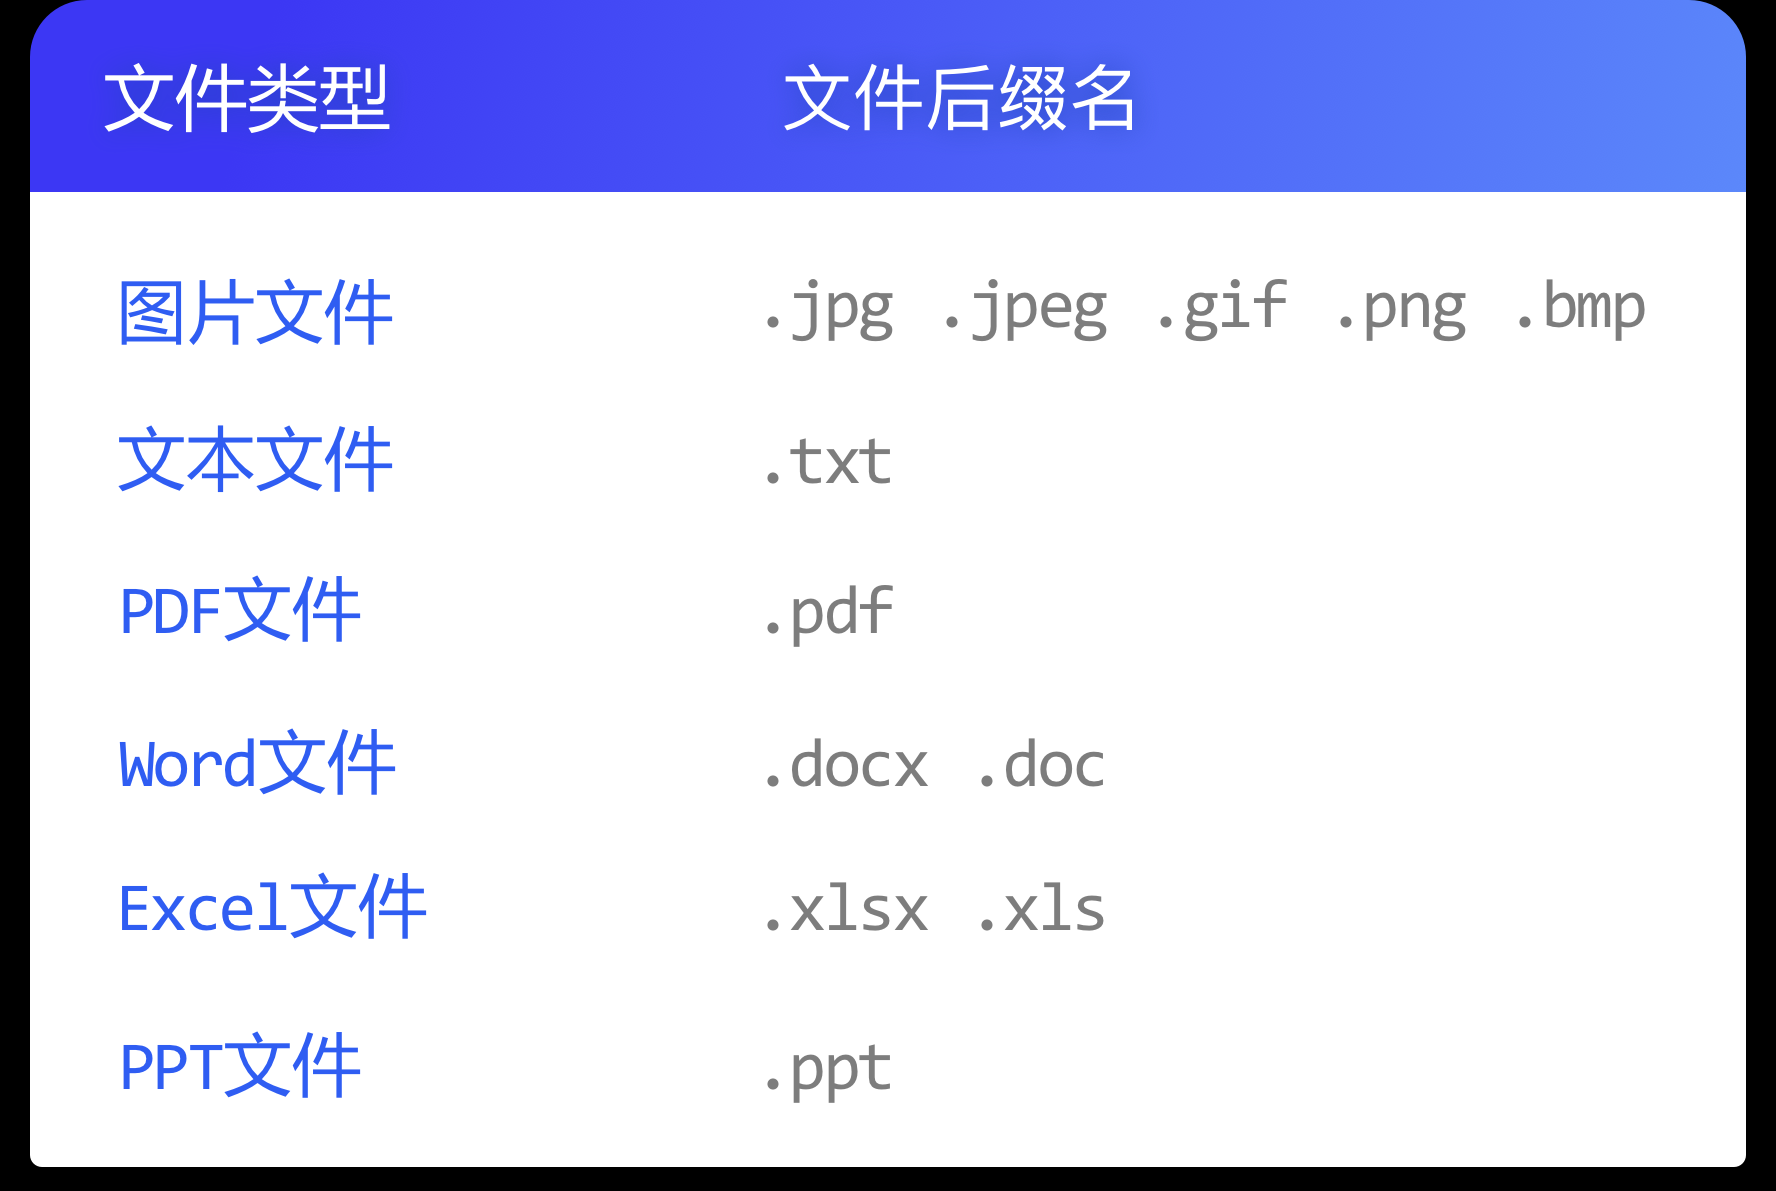 文件类型 文件后缀名
图片文件 .jpg .jpeg .gif .png .bmp
文本文件 .txt
PDF文件 .pdf
Word文件 .docx .doc
Excel文件 .xlsx .xls
PPT文件 .ppt